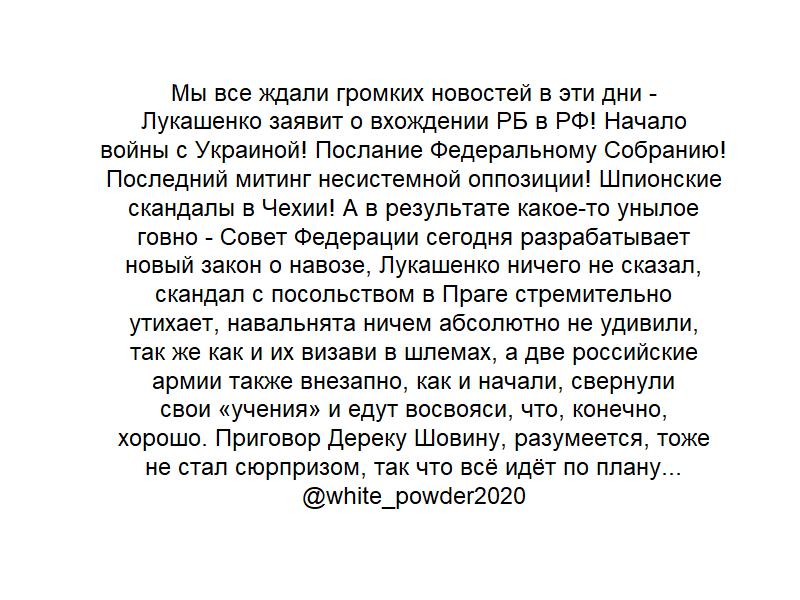 Мы все ждали громких новостей в эти дни -
Лукашенко заявит о вхождении РБ в РФ! Начало
войны с Украиной! Послание Федеральному Собранию!
Последний митинг несистемной оппозиции! Шпионские
скандалы в Чехии! А в результате какое-то унылое
говно - Совет Федерации сегодня разрабатывает
новый закон о навозе, Лукашенко ничего не сказал,
скандал с посольством в Праге стремительно
утихает, навальнята ничем абсолютно не удивили,
так же как и их визави в шлемах, а две российские
армии также внезапно, как и начали, свернули
свои «учения» и едут восвояси, что, конечно,
хорошо. Приговор Дереку Шовину, разумеется, тоже
не стал сюрпризом, так что всё идёт по плану...
@white_powder2020